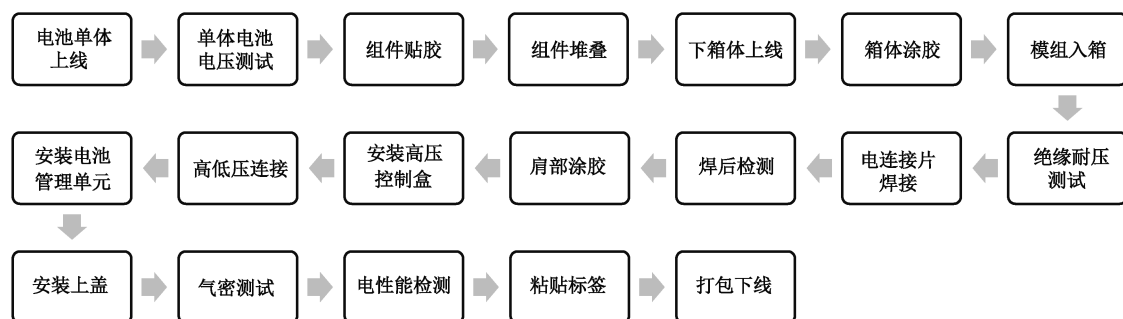 电池单体
上线
单体电池
电压测试
组件贴胶
组件堆叠
下箱体上线
箱体涂胶
模组入箱
绝缘耐压
测试
电连接片
焊接
焊后检测
肩部涂胶
安装高压
控制盒
高低压连接
安装电池
管理单元
安装上盖
气密测试
电性能检测
粘贴标签
打包下线